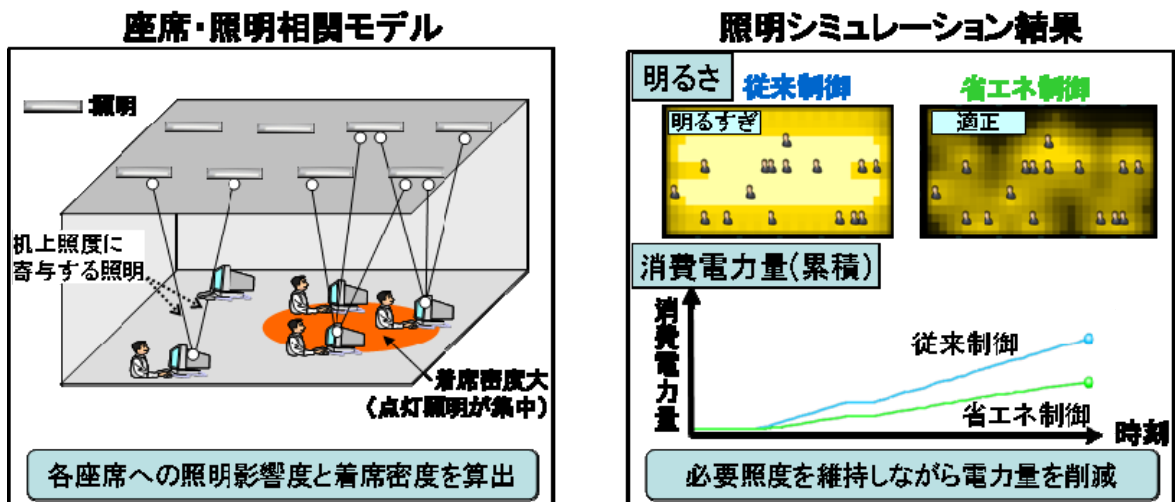 座席・照明相関モデル
:照明
机上照度に
寄与する照明
着席密度大
(点灯照明が集中)
各座席への照明影響度と着席密度を算出
照明シミュレーション結果
明るさ
従来制御
省エネ制御
明るすぎ
適正
消費電力量(累積)
消費電力量
従来制御
省エネ制御
時刻
必要照度を維持しながら電力量を削減